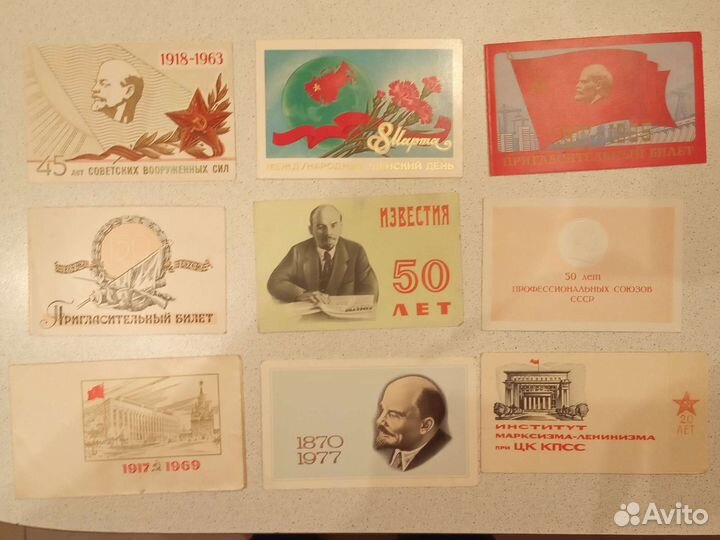 1918-1963
45 ЛЕТ СОВЕТСКИХ ВООРУЖЕННЫХ СИЛ
8 Марта
МЕЖДУНАРОДНЫЙ ЖЕНСКИЙ ДЕНЬ
ПРИГЛАСИТЕЛЬНЫЙ БИЛЕТ
50
ПРИГЛАСИТЕЛЬНЫЙ БИЛЕТ
ИЗВЕСТИЯ
50
ЛЕТ
50 лет
ПРОФЕССИОНАЛЬНЫХ СОЮЗОВ
СССР
1917 1969
1870
1977
20
ЛЕТ
ИНСТИТУТ
МАРКСИЗМА-ЛЕНИНИЗМА
ПРИ ЦК КПСС
Avito